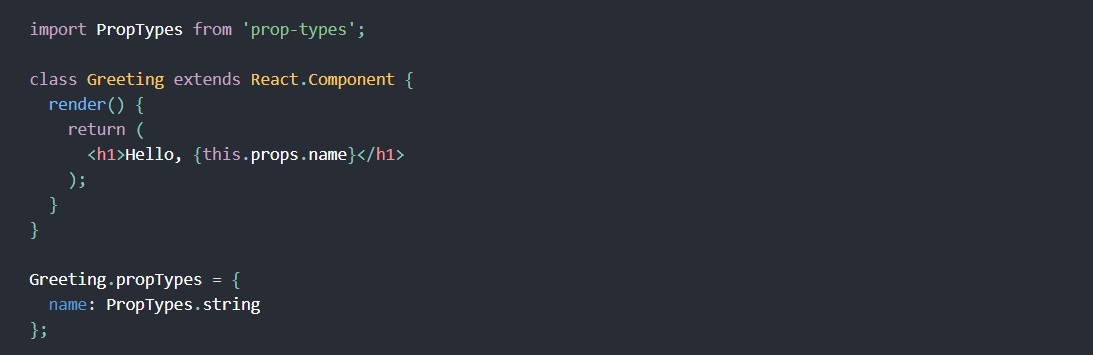 import PropTypes from 'prop-types';
class Greeting extends React.Component {
render() {
return (
<h1>Hello, {this.props.name}</h1>
);
}
}
Greeting.propTypes = {
name: PropTypes.string
};